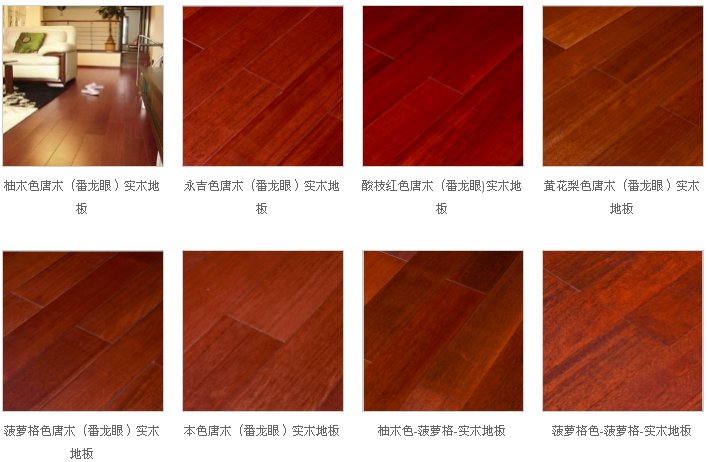 柚木色唐木（番龙眼）实木地
板
永吉色唐木（番龙眼）实木地
板
酸枝红色唐木（番龙眼)实木地
板
黄花梨色唐木（番龙眼）实木
地板
菠萝格色唐木（番龙眼）实木
地板
本色唐木（番龙眼）实木地板
柚木色-菠萝格-实木地板
菠萝格色-菠萝格-实木地板